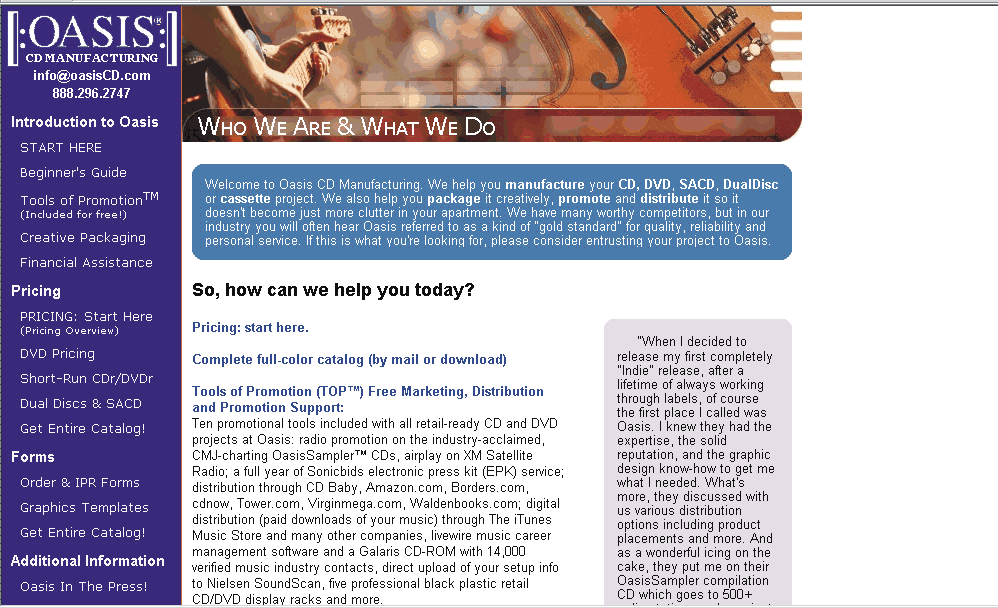 OASIS®
CD MANUFACTURING
info@oasisCD.com
888.296.2747
Introduction to Oasis
START HERE
Beginner's Guide
Tools of Promotion™
(Included for free!)
Creative Packaging
Financial Assistance
Pricing
PRICING: Start Here
(Pricing Overview)
DVD Pricing
Short-Run CDr/DVDr
Dual Discs & SACD
Get Entire Catalog!
Forms
Order & IPR Forms
Graphics Templates
Get Entire Catalog!
Additional Information
Oasis In The Press!
WHO WE ARE & WHAT WE DO
Welcome to Oasis CD Manufacturing. We help you manufacture your CD, DVD, SACD, DualDisc
or cassette project. We also help you package it creatively, promote and distribute it so it
doesn't become just more clutter in your apartment. We have many worthy competitors, but in our
industry you will often hear Oasis referred to as a kind of "gold standard" for quality, reliability and
personal service. If this is what you're looking for, please consider entrusting your project to Oasis.
So, how can we help you today?
Pricing: start here.
Complete full-color catalog (by mail or download)
Tools of Promotion (TOP™) Free Marketing, Distribution
and Promotion Support:
Ten promotional tools included with all retail-ready CD and DVD
projects at Oasis: radio promotion on the industry-acclaimed,
CMJ-charting OasisSampler™ CDs, airplay on XM Satellite
Radio; a full year of Sonicbids electronic press kit (EPK) service;
distribution through CD Baby, Amazon.com, Borders.com,
cdnow, Tower.com, Virginmega.com, Waldenbooks.com; digital
distribution (paid downloads of your music) through The iTunes
Music Store and many other companies, livewire music career
management software and a Galaris CD-ROM with 14,000
verified music industry contacts, direct upload of your setup info
to Nielsen SoundScan, five professional black plastic retail
CD/DVD display racks and more.
"When I decided to
release my first completely
"Indie" release, after a
lifetime of always working
through labels, of course
the first place I called was
Oasis. I knew they had the
expertise, the solid
reputation, and the graphic
design know-how to get me
what I needed. What's
more, they discussed with
us various distribution
options including product
placements and more. And
as a wonderful icing on the
cake, they put me on their
OasisSampler compilation
CD which goes to 500+